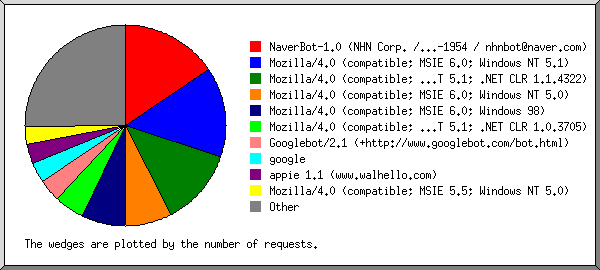 NaverBot-1.0 (NHN Corp. /...-1954 / nhnbot@naver.com)
Mozilla/4.0 (compatible; MSIE 6.0; Windows NT 5.1)
Mozilla/4.0 (compatible; ...T 5.1; .NET CLR 1.1.4322)
Mozilla/4.0 (compatible; MSIE 6.0; Windows NT 5.0)
Mozilla/4.0 (compatible; MSIE 6.0; Windows 98)
Mozilla/4.0 (compatible; ...T 5.1; .NET CLR 1.0.3705)
Googlebot/2.1 (+http://www.googlebot.com/bot.html)
google
appie 1.1 (www.walhello.com)
Mozilla/4.0 (compatible; MSIE 5.5; Windows NT 5.0)
Other
The wedges are plotted by the number of requests.